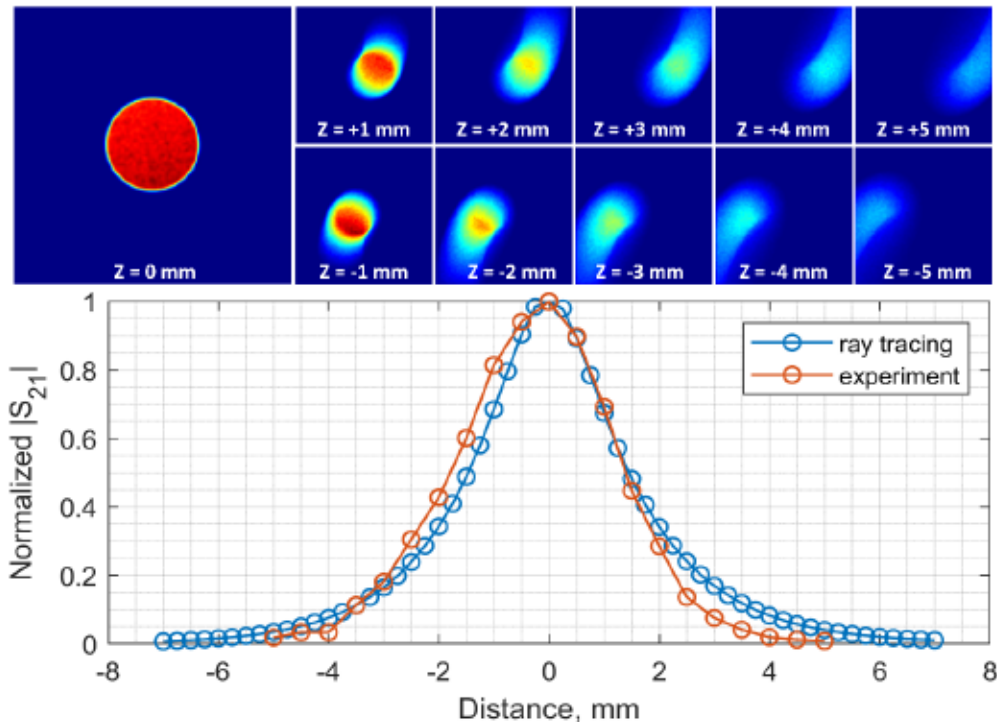 Z = 0 mm
Z = +1 mm
Z = +2 mm
Z = +3 mm
Z = +4 mm
Z = +5 mm
Z = -1 mm
Z = -2 mm
Z = -3 mm
Z = -4 mm
Z = -5 mm
Normalized |S21|
1
0.8
0.6
0.4
0.2
0
ray tracing
experiment
-8 -6 -4 -2 0 2 4 6 8
Distance, mm